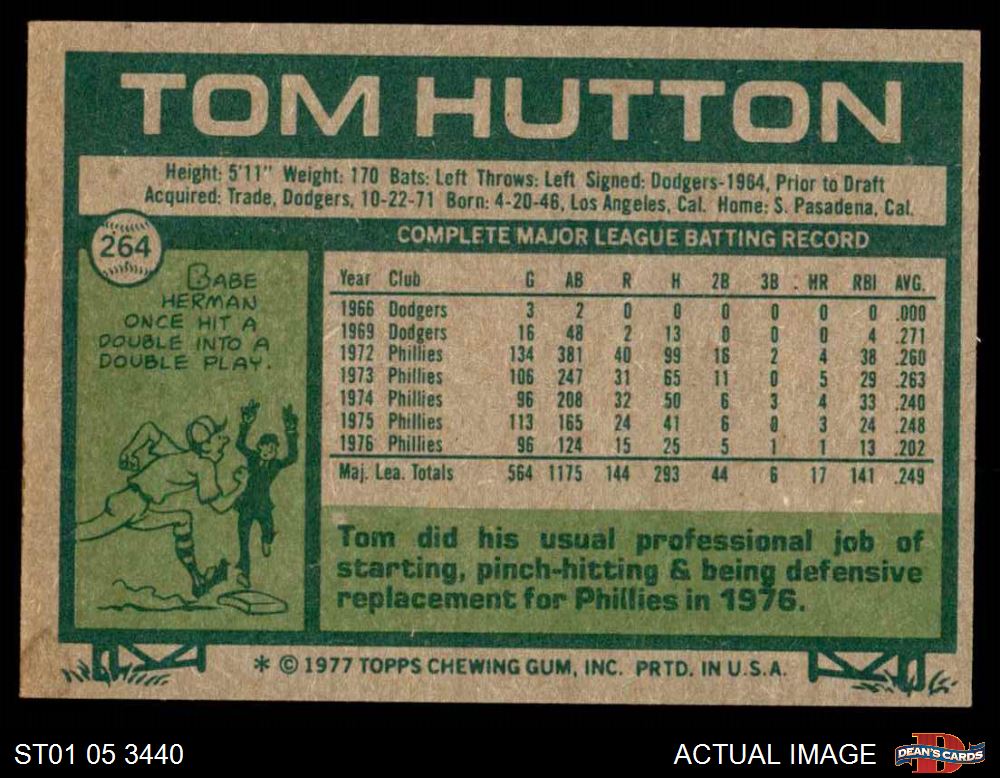 TOM HUTTON
Height: 5'11" Weight: 170 Bats: Left Throws: Left Signed: Dodgers-1964, Prior to Draft
Acquired: Trade, Dodgers, 10-22-71 Born: 4-20-46, Los Angeles, Cal. Home: S. Pasadena, Cal.
264
BABE
HERMAN
ONCE HIT A
DOUBLE INTO A
DOUBLE PLAY.
COMPLETE MAJOR LEAGUE BATTING RECORD
Year Club G AB R H 2B 3B HR RBI AVG.
1966 Dodgers 3 2 0 0 0 0 0 0 .000
1969 Dodgers 16 48 2 13 0 0 0 4 .271
1972 Phillies 134 381 40 99 16 2 4 38 .260
1973 Phillies 106 247 31 65 11 0 5 29 .263
1974 Phillies 96 208 32 50 6 3 4 33 .240
1975 Phillies 113 165 24 41 6 0 3 24 .248
1976 Phillies 96 124 15 25 5 1 1 13 .202
Maj. Lea. Totals 564 1175 144 293 44 6 17 141 .249
Tom did his usual professional job of
starting, pinch-hitting & being defensive
replacement for Phillies in 1976.
* © 1977 TOPPS CHEWING GUM, INC. PRTD. IN U.S.A.
ST01 05 3440
ACTUAL IMAGE
D
DEAN'S CARDS